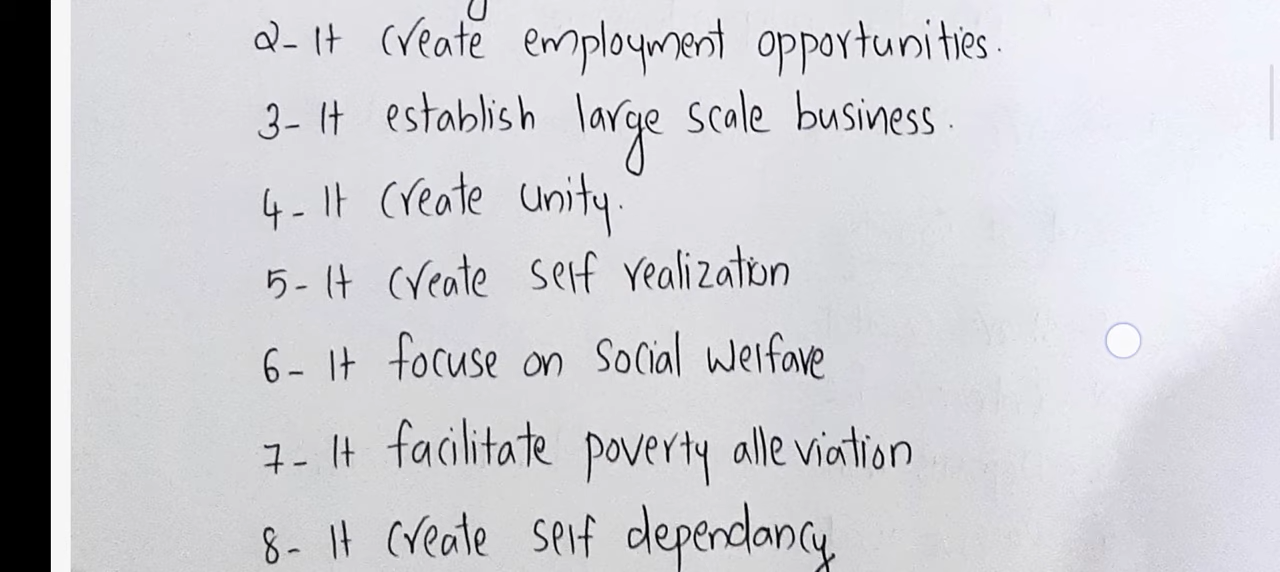 2- It create employment opportunities.
3- It establish large scale business.
4- It create unity.
5- It create self realization
6- It focuse on social welfare
7- It facilitate poverty alleviation
8- It create self dependancy